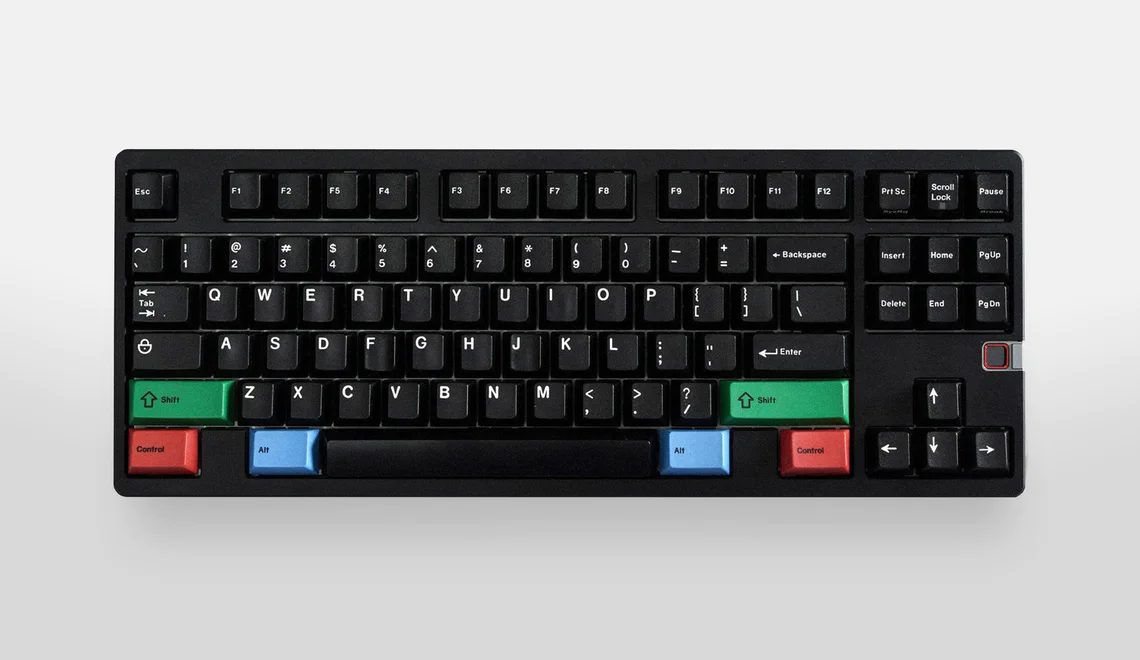 Esc F1 F2 F5 F4 F3 F6 F7 F8 F9 F10 F11 F12 Prt Sc Scroll Lock Pause
~ ! @ # $ % ^ & * ( ) _ + ← Backspace Insert Home PgUp
` 1 2 3 4 5 6 7 8 9 0 - =
Tab Q W E R T Y U I O P { } | Delete End PgDn
[ ] \
A S D F G H J K L : " Enter
; '
⇧ Shift Z X C V B N M < > ? ⇧ Shift ↑
, . /
Control Alt Alt Control ← ↓ →